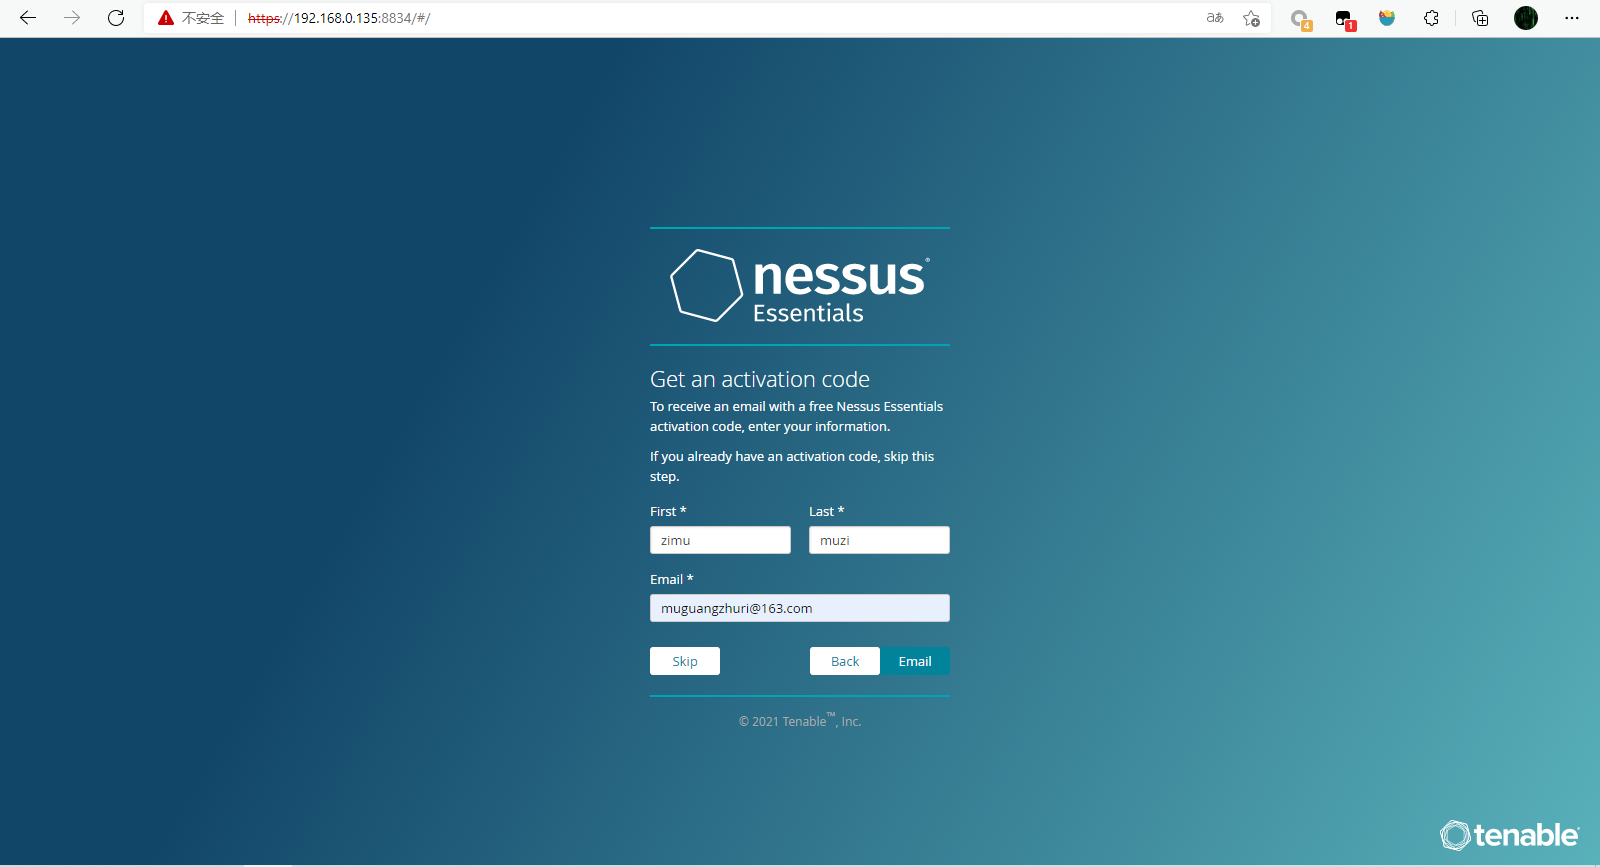 不安全 https://192.168.0.135:8834/#/ aあ
4
1
nessus®
Essentials
Get an activation code
To receive an email with a free Nessus Essentials
activation code, enter your information.
If you already have an activation code, skip this
step.
First * Last *
zimu muzi
Email *
muguangzhuri@163.com
Skip Back Email
© 2021 Tenable™, Inc.
tenable®